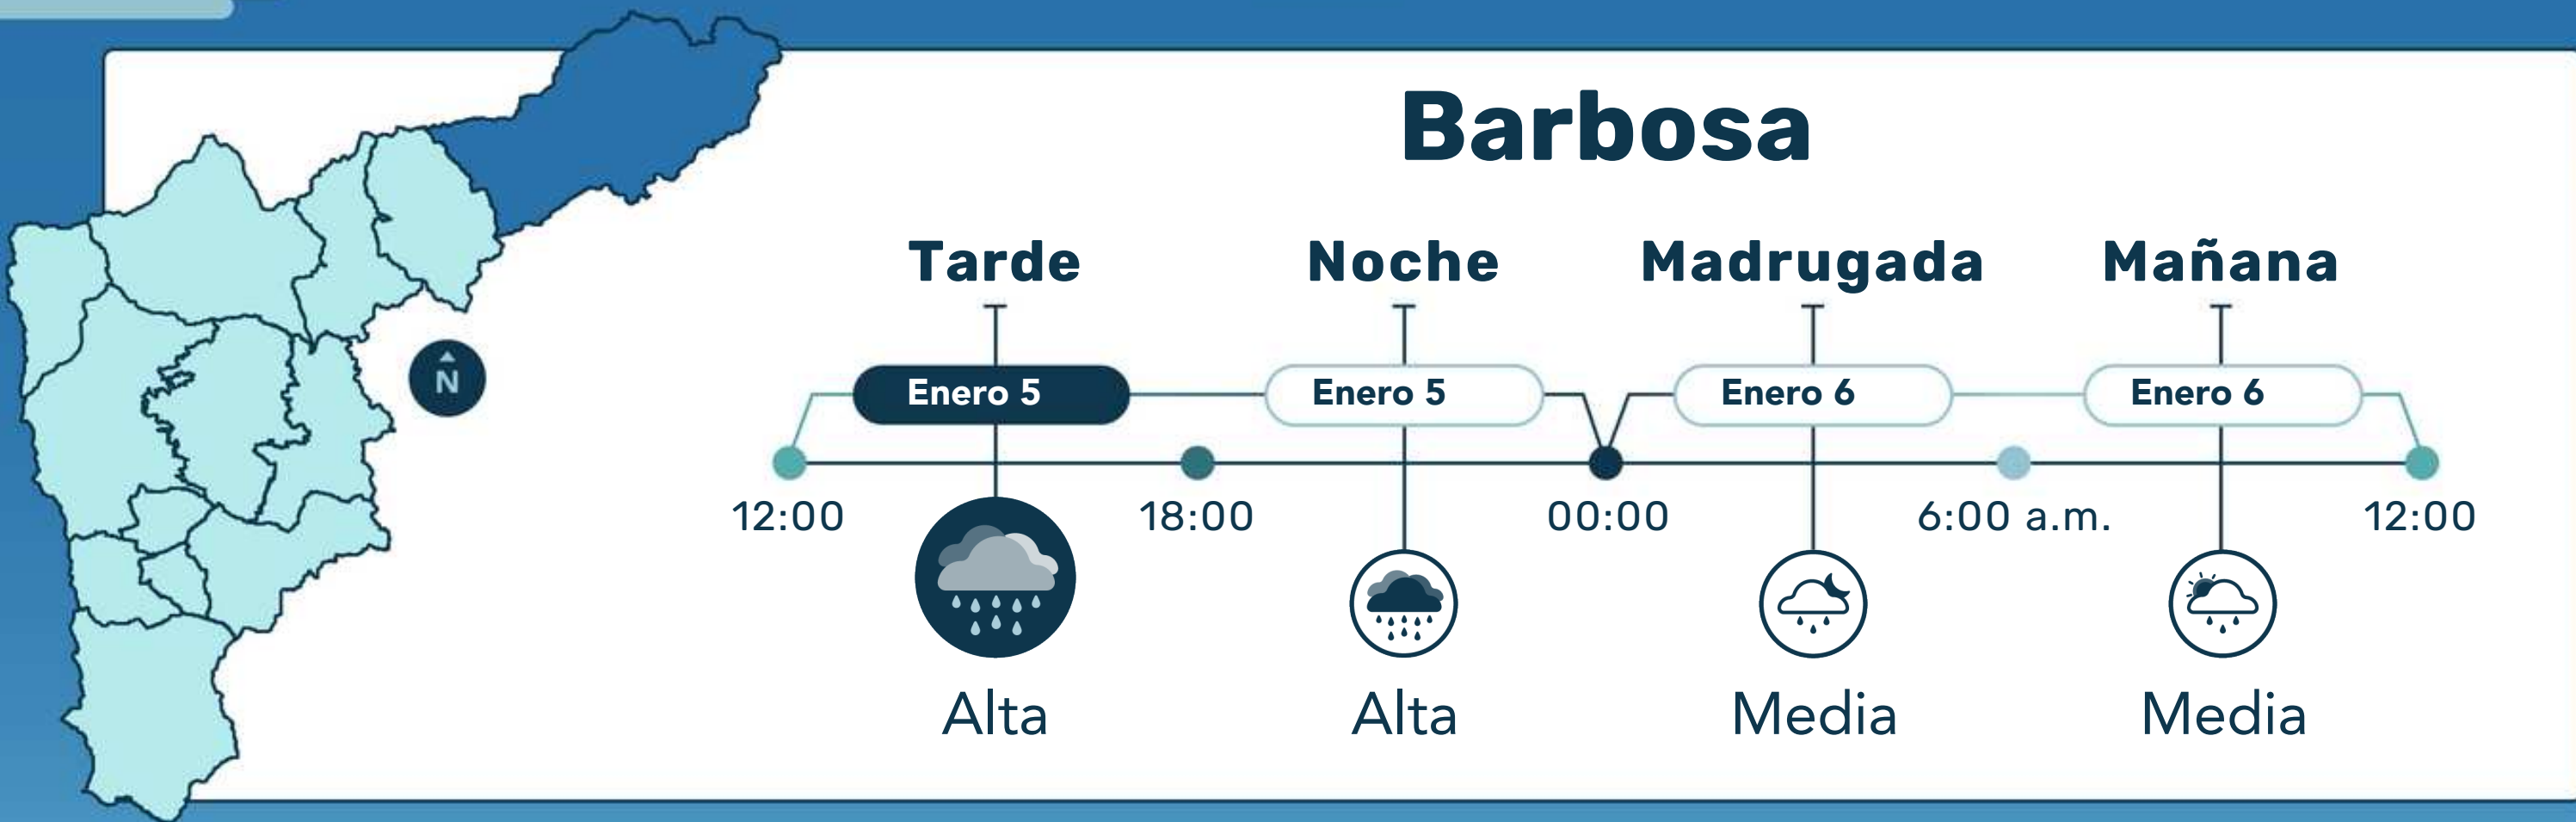 Barbosa
Tarde Noche Madrugada Mañana
Enero 5 Enero 5 Enero 6 Enero 6
N
12:00 18:00 00:00 6:00 a.m. 12:00
Alta Alta Media Media